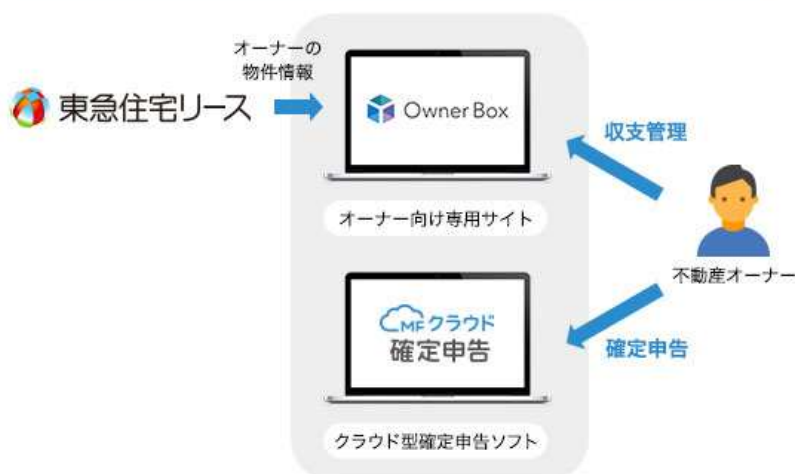 オーナーの
物件情報
東急住宅リース
Owner Box
収支管理
オーナー向け専用サイト
不動産オーナー
MFクラウド
確定申告
確定申告
クラウド型確定申告ソフト